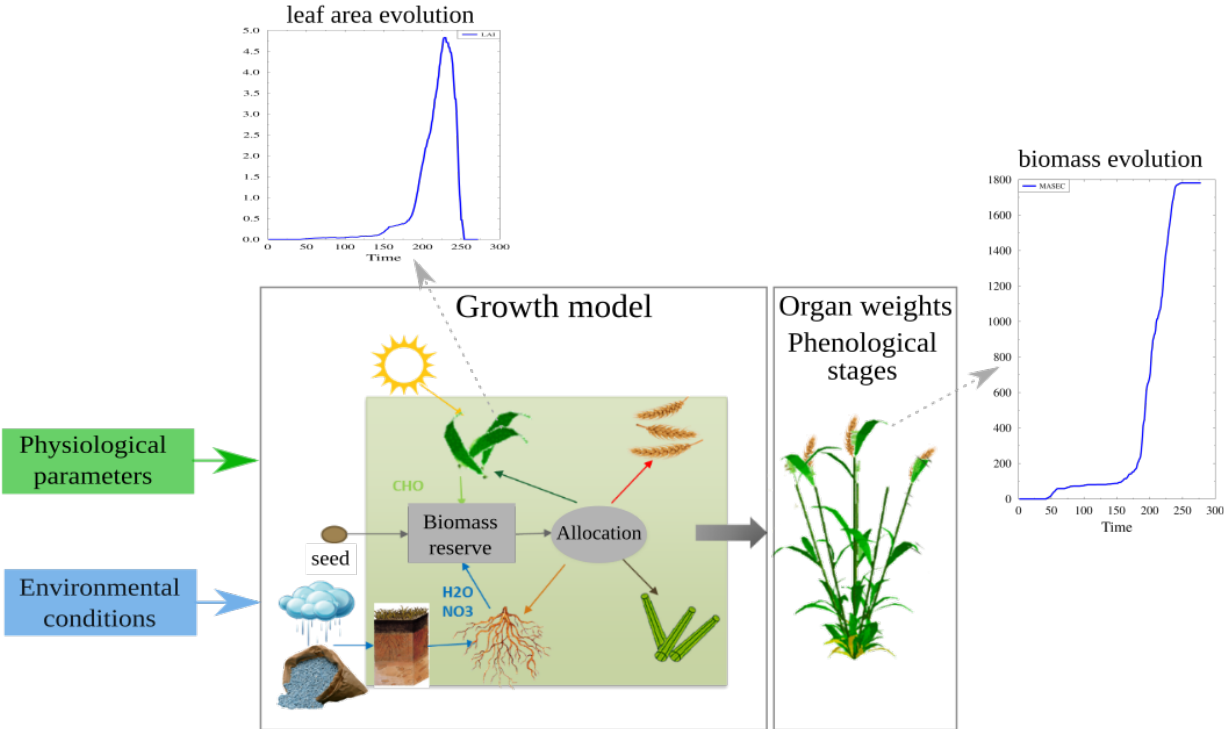 leaf area evolution
LAI
5.0
4.5
4.0
3.5
3.0
2.5
2.0
1.5
1.0
0.5
0.0
0 50 100 150 200 250 300
Time
biomass evolution
MASEC
1800
1600
1400
1200
1000
800
600
400
200
0
0 50 100 150 200 250 300
Time
Growth model
Organ weights
Phenological
stages
Physiological
parameters
CHO
Biomass
reserve
Allocation
seed
Environmental
conditions
H2O
NO3